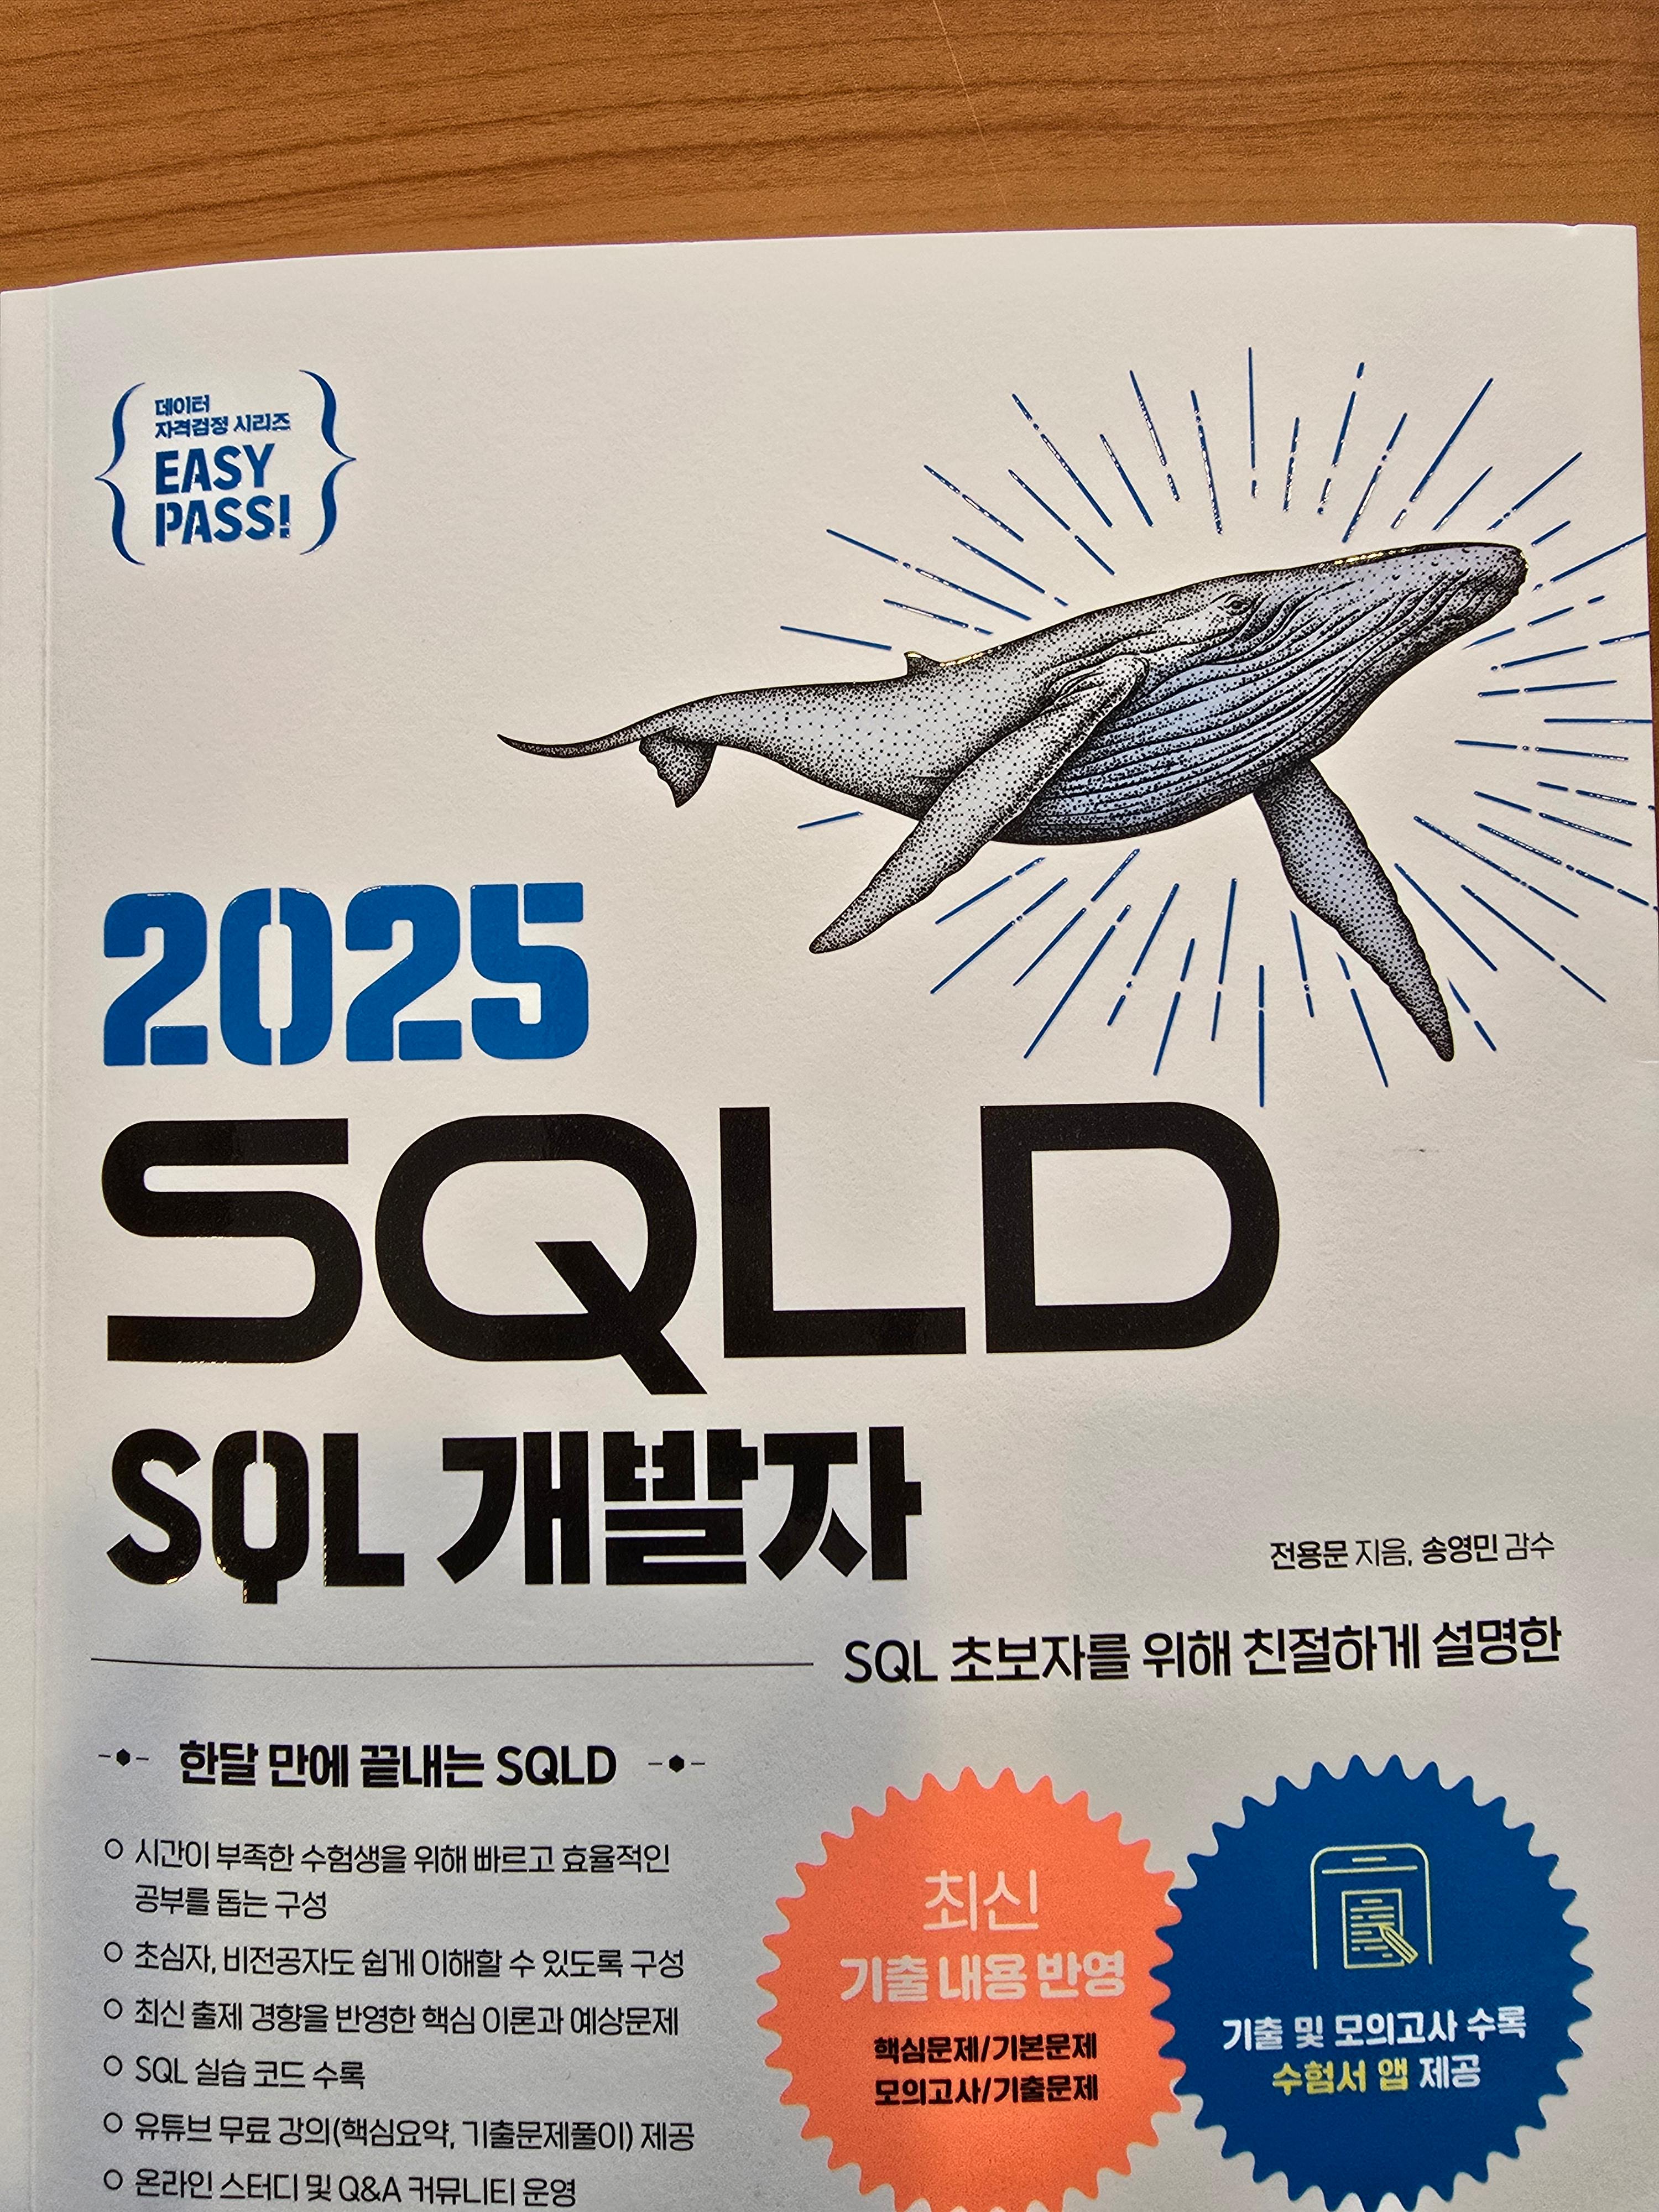 데이터
자격검정 시리즈
EASY
PASS!
2025
SQLD
SQL 개발자
전용문 지음, 송영민 감수
SQL 초보자를 위해 친절하게 설명한
한달 만에 끝내는 SQLD
시간이 부족한 수험생을 위해 빠르고 효율적인
공부를 돕는 구성
초심자, 비전공자도 쉽게 이해할 수 있도록 구성
최신 출제 경향을 반영한 핵심 이론과 예상문제
SQL 실습 코드 수록
유튜브 무료 강의(핵심요약, 기출문제풀이) 제공
온라인 스터디 및 Q&A 커뮤니티 운영
최신
기출 내용 반영
핵심문제/기본문제
모의고사/기출문제
기출 및 모의고사 수록
수험서 앱 제공